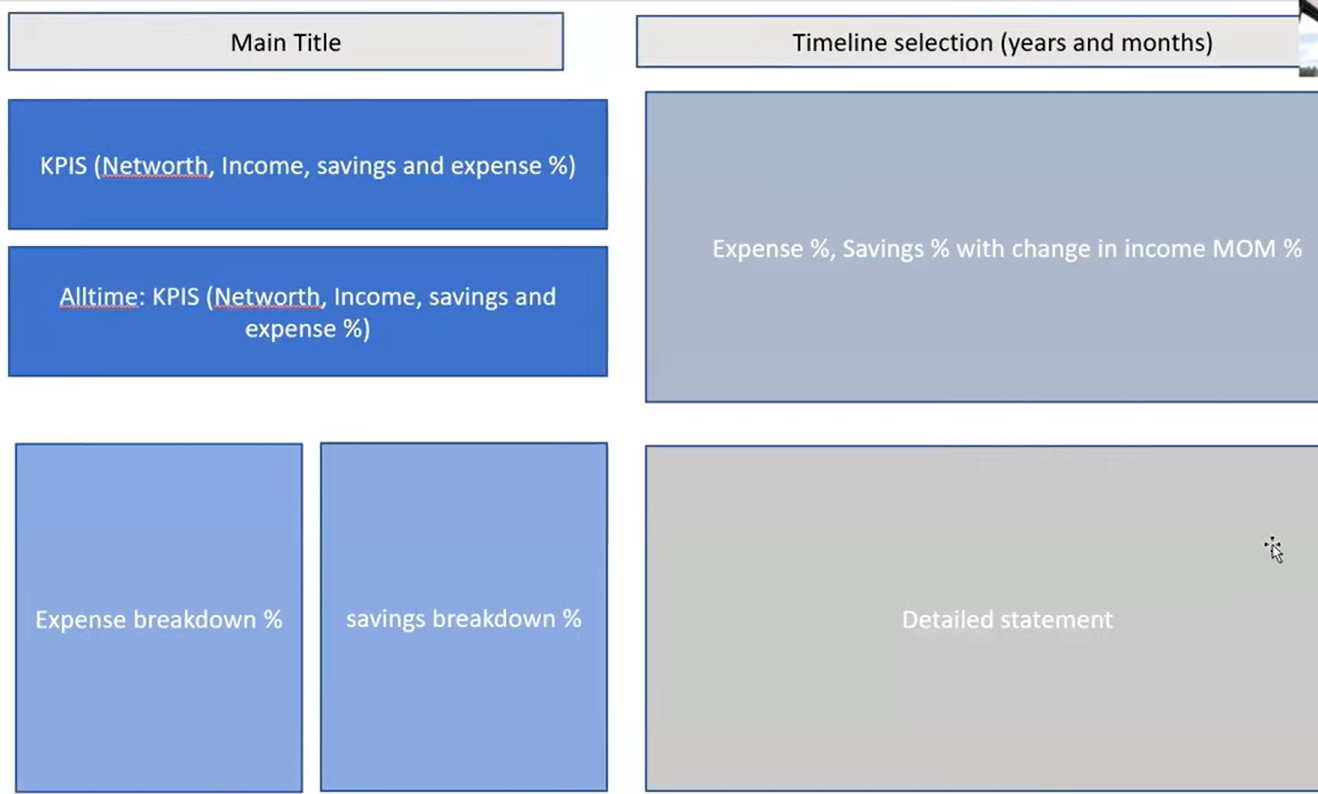 Main Title
Timeline selection (years and months)
KPIS (Networth, Income, savings and expense %)
Alltime: KPIS (Networth, Income, savings and
expense %)
Expense %, Savings % with change in income MOM %
Expense breakdown %
savings breakdown %
Detailed statement